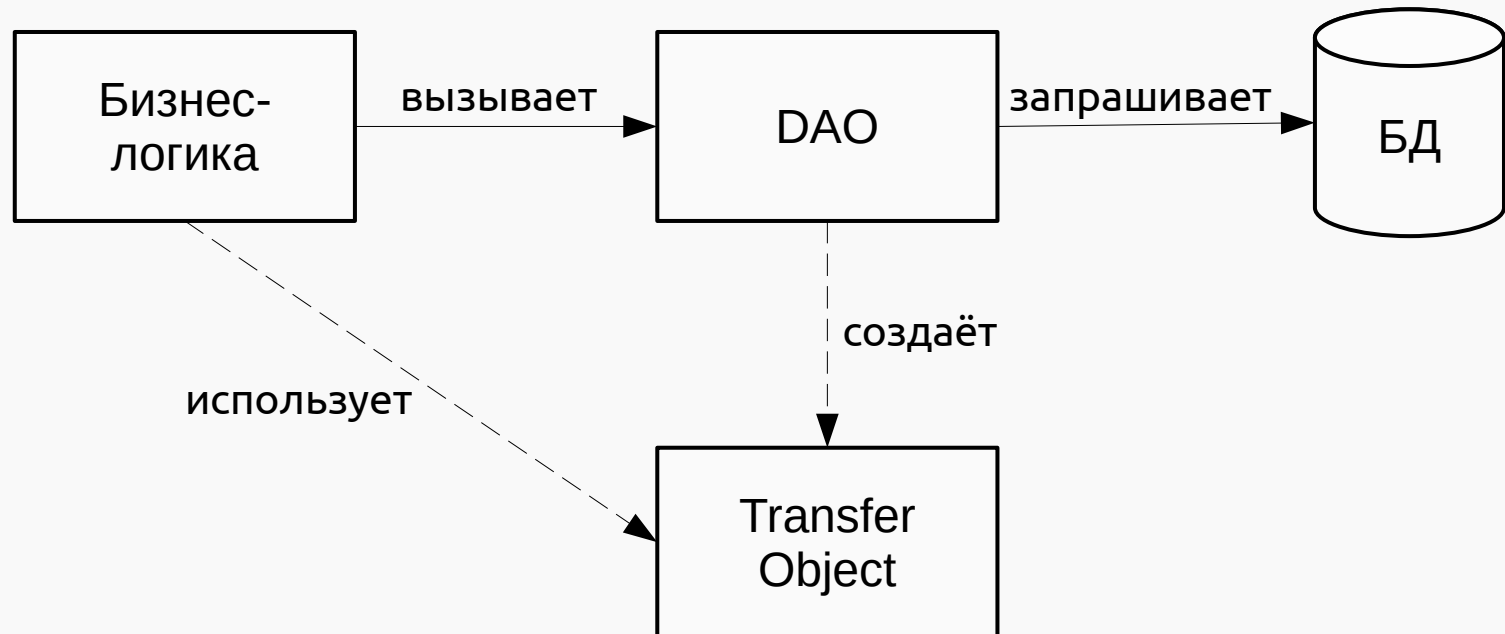 Бизнес-
логика
вызывает
DAO
запрашивает
БД
создаёт
использует
Transfer
Object